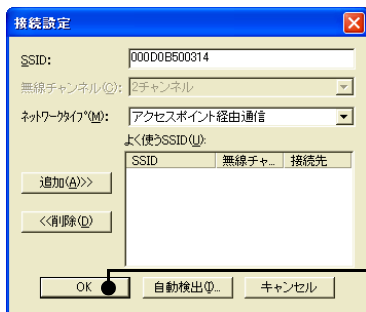 接続設定
SSID: 000D0B500314
無線チャンネル(C): 2チャンネル
ネットワークタイプ(M): アクセスポイント経由通信
よく使うSSID(U):
SSID 無線チャ... 接続先
追加(A)>>
<<削除(D)
OK 自動検出(I)... キャンセル